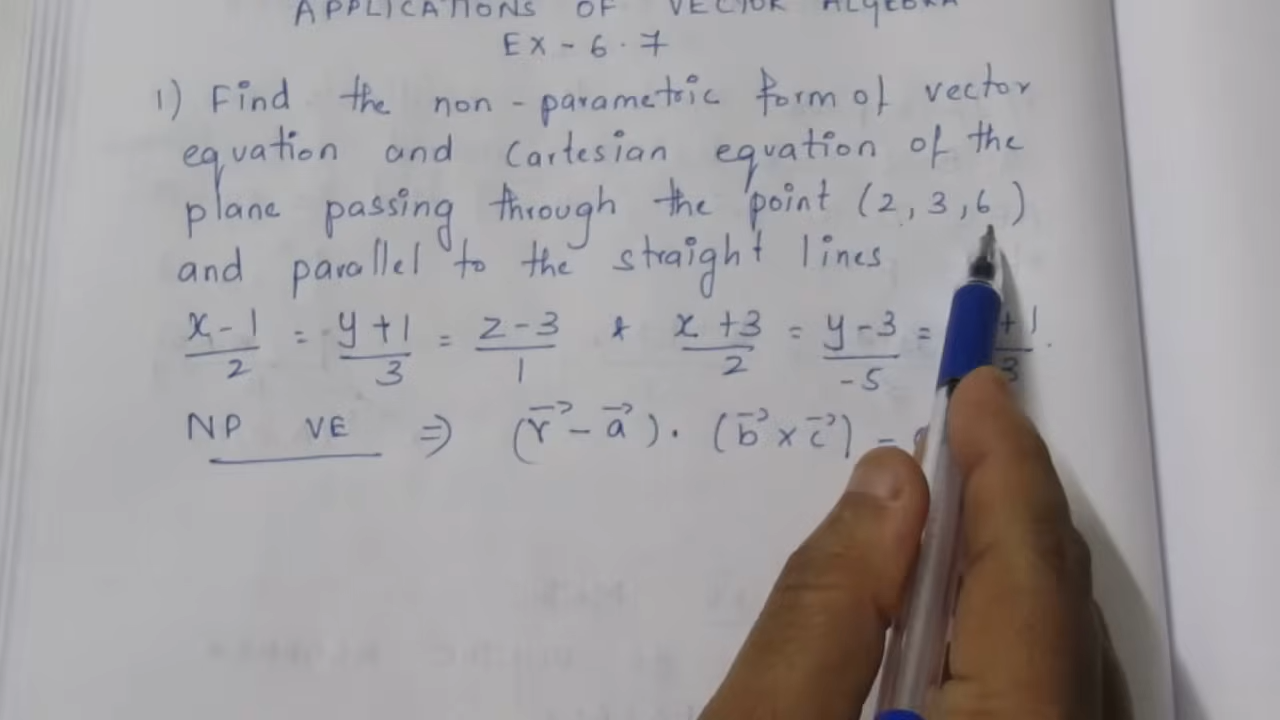 APPLICATIONS OF VECTOR ALGEBRA
EX - 6.7
1) Find the non - parametric form of vector
equation and Cartesian equation of the
plane passing through the point (2, 3, 6)
and parallel to the straight lines
x-1/2 = y+1/3 = z-3/1 & x+3/2 = y-3/-5 = +1/3.
NP VE ⇒ (r⃗ - a⃗). (b⃗ × c⃗) =